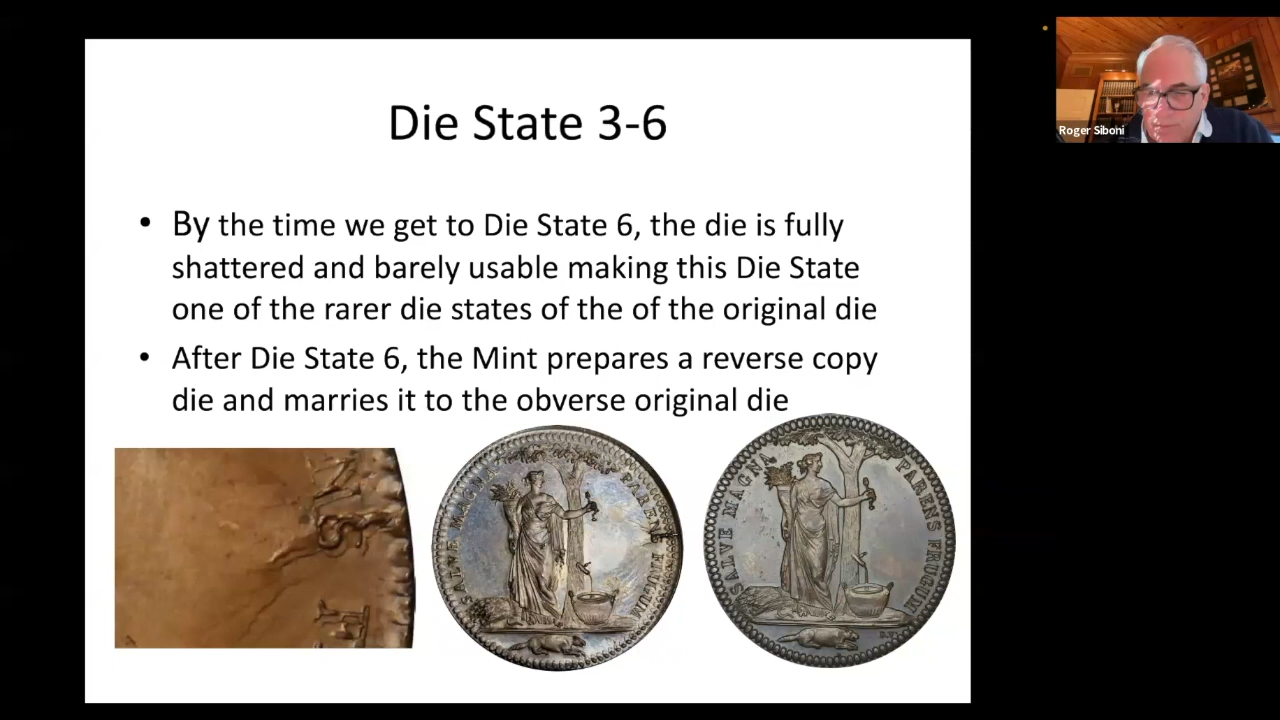 Die State 3-6
• By the time we get to Die State 6, the die is fully
shattered and barely usable making this Die State
one of the rarer die states of the of the original die
• After Die State 6, the Mint prepares a reverse copy
die and marries it to the obverse original die
SALVE MAGNA PARENS FRUGUM
SALVE MAGNA PARENS FRUGUM
Roger Siboni